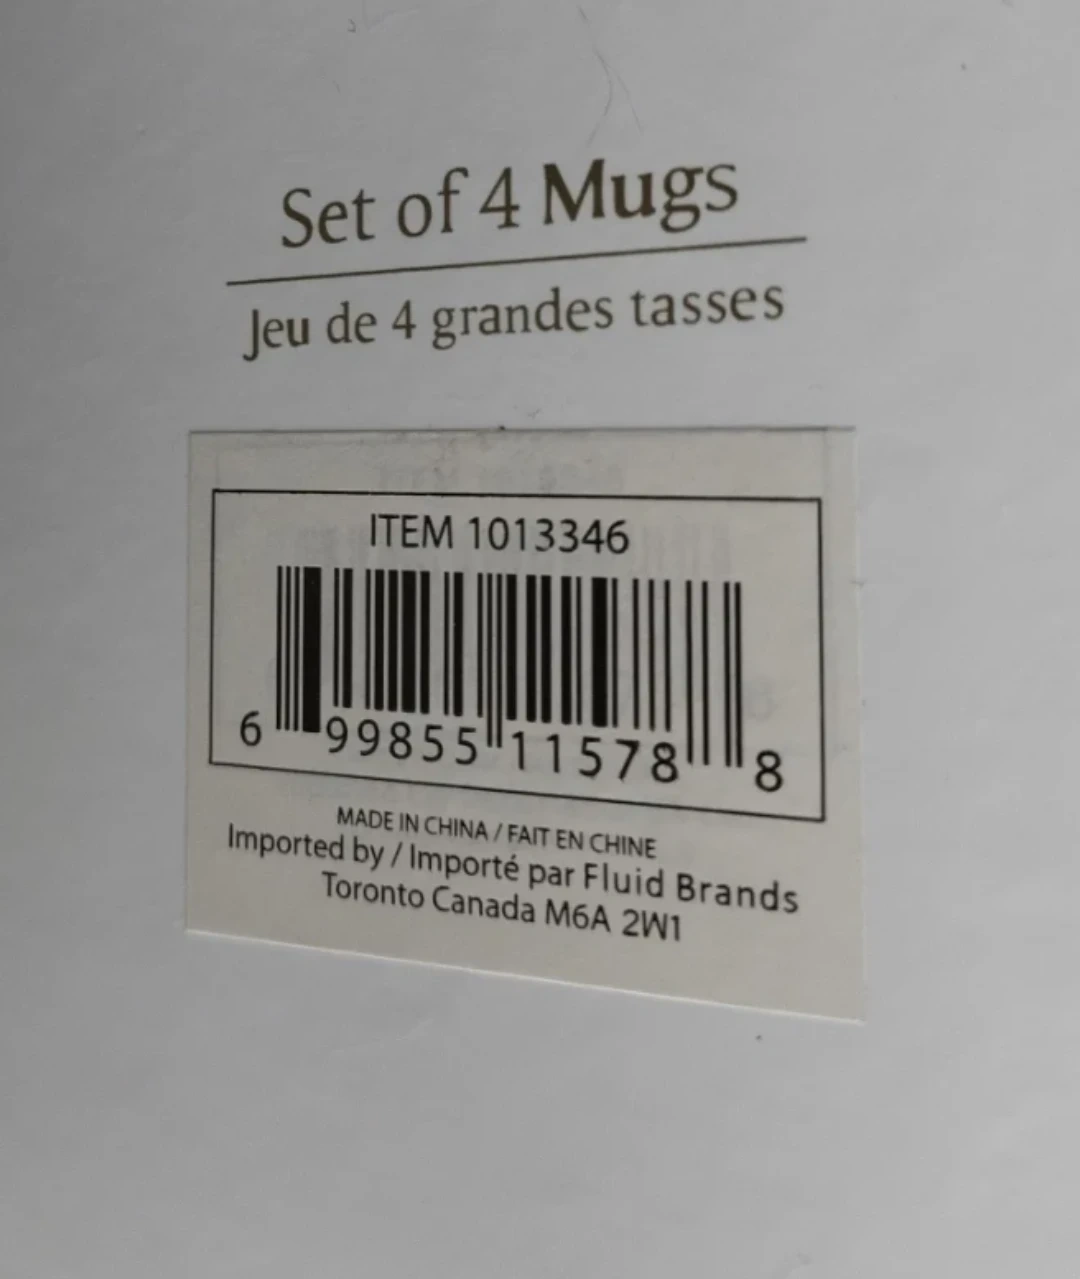 Set of 4 Mugs
Jeu de 4 grandes tasses
ITEM 1013346
6 99855 11578 8
MADE IN CHINA / FAIT EN CHINE
Imported by / Importé par Fluid Brands
Toronto Canada M6A 2W1